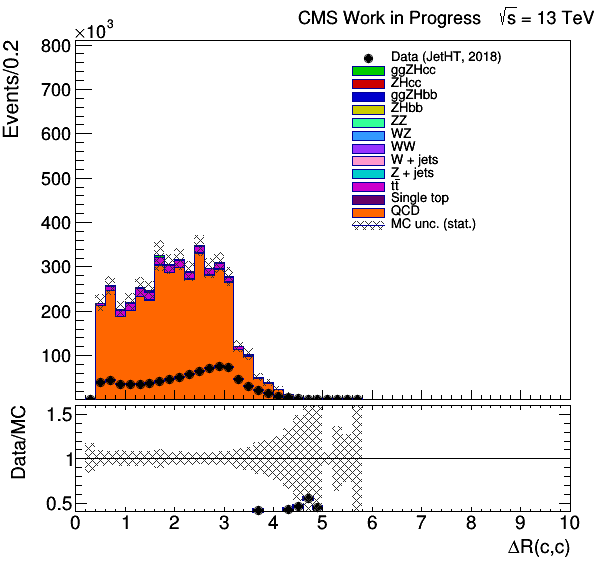 CMS Work in Progress √s = 13 TeV
×10³
Events/0.2
800
700
600
500
400
300
200
100
Data (JetHT, 2018)
ggZHcc
ZHcc
ggZHbb
ZHbb
ZZ
WZ
WW
W + jets
Z + jets
tt̄
Single top
QCD
MC unc. (stat.)
Data/MC
1.5
1
0.5
0 1 2 3 4 5 6 7 8 9 10
ΔR(c,c)